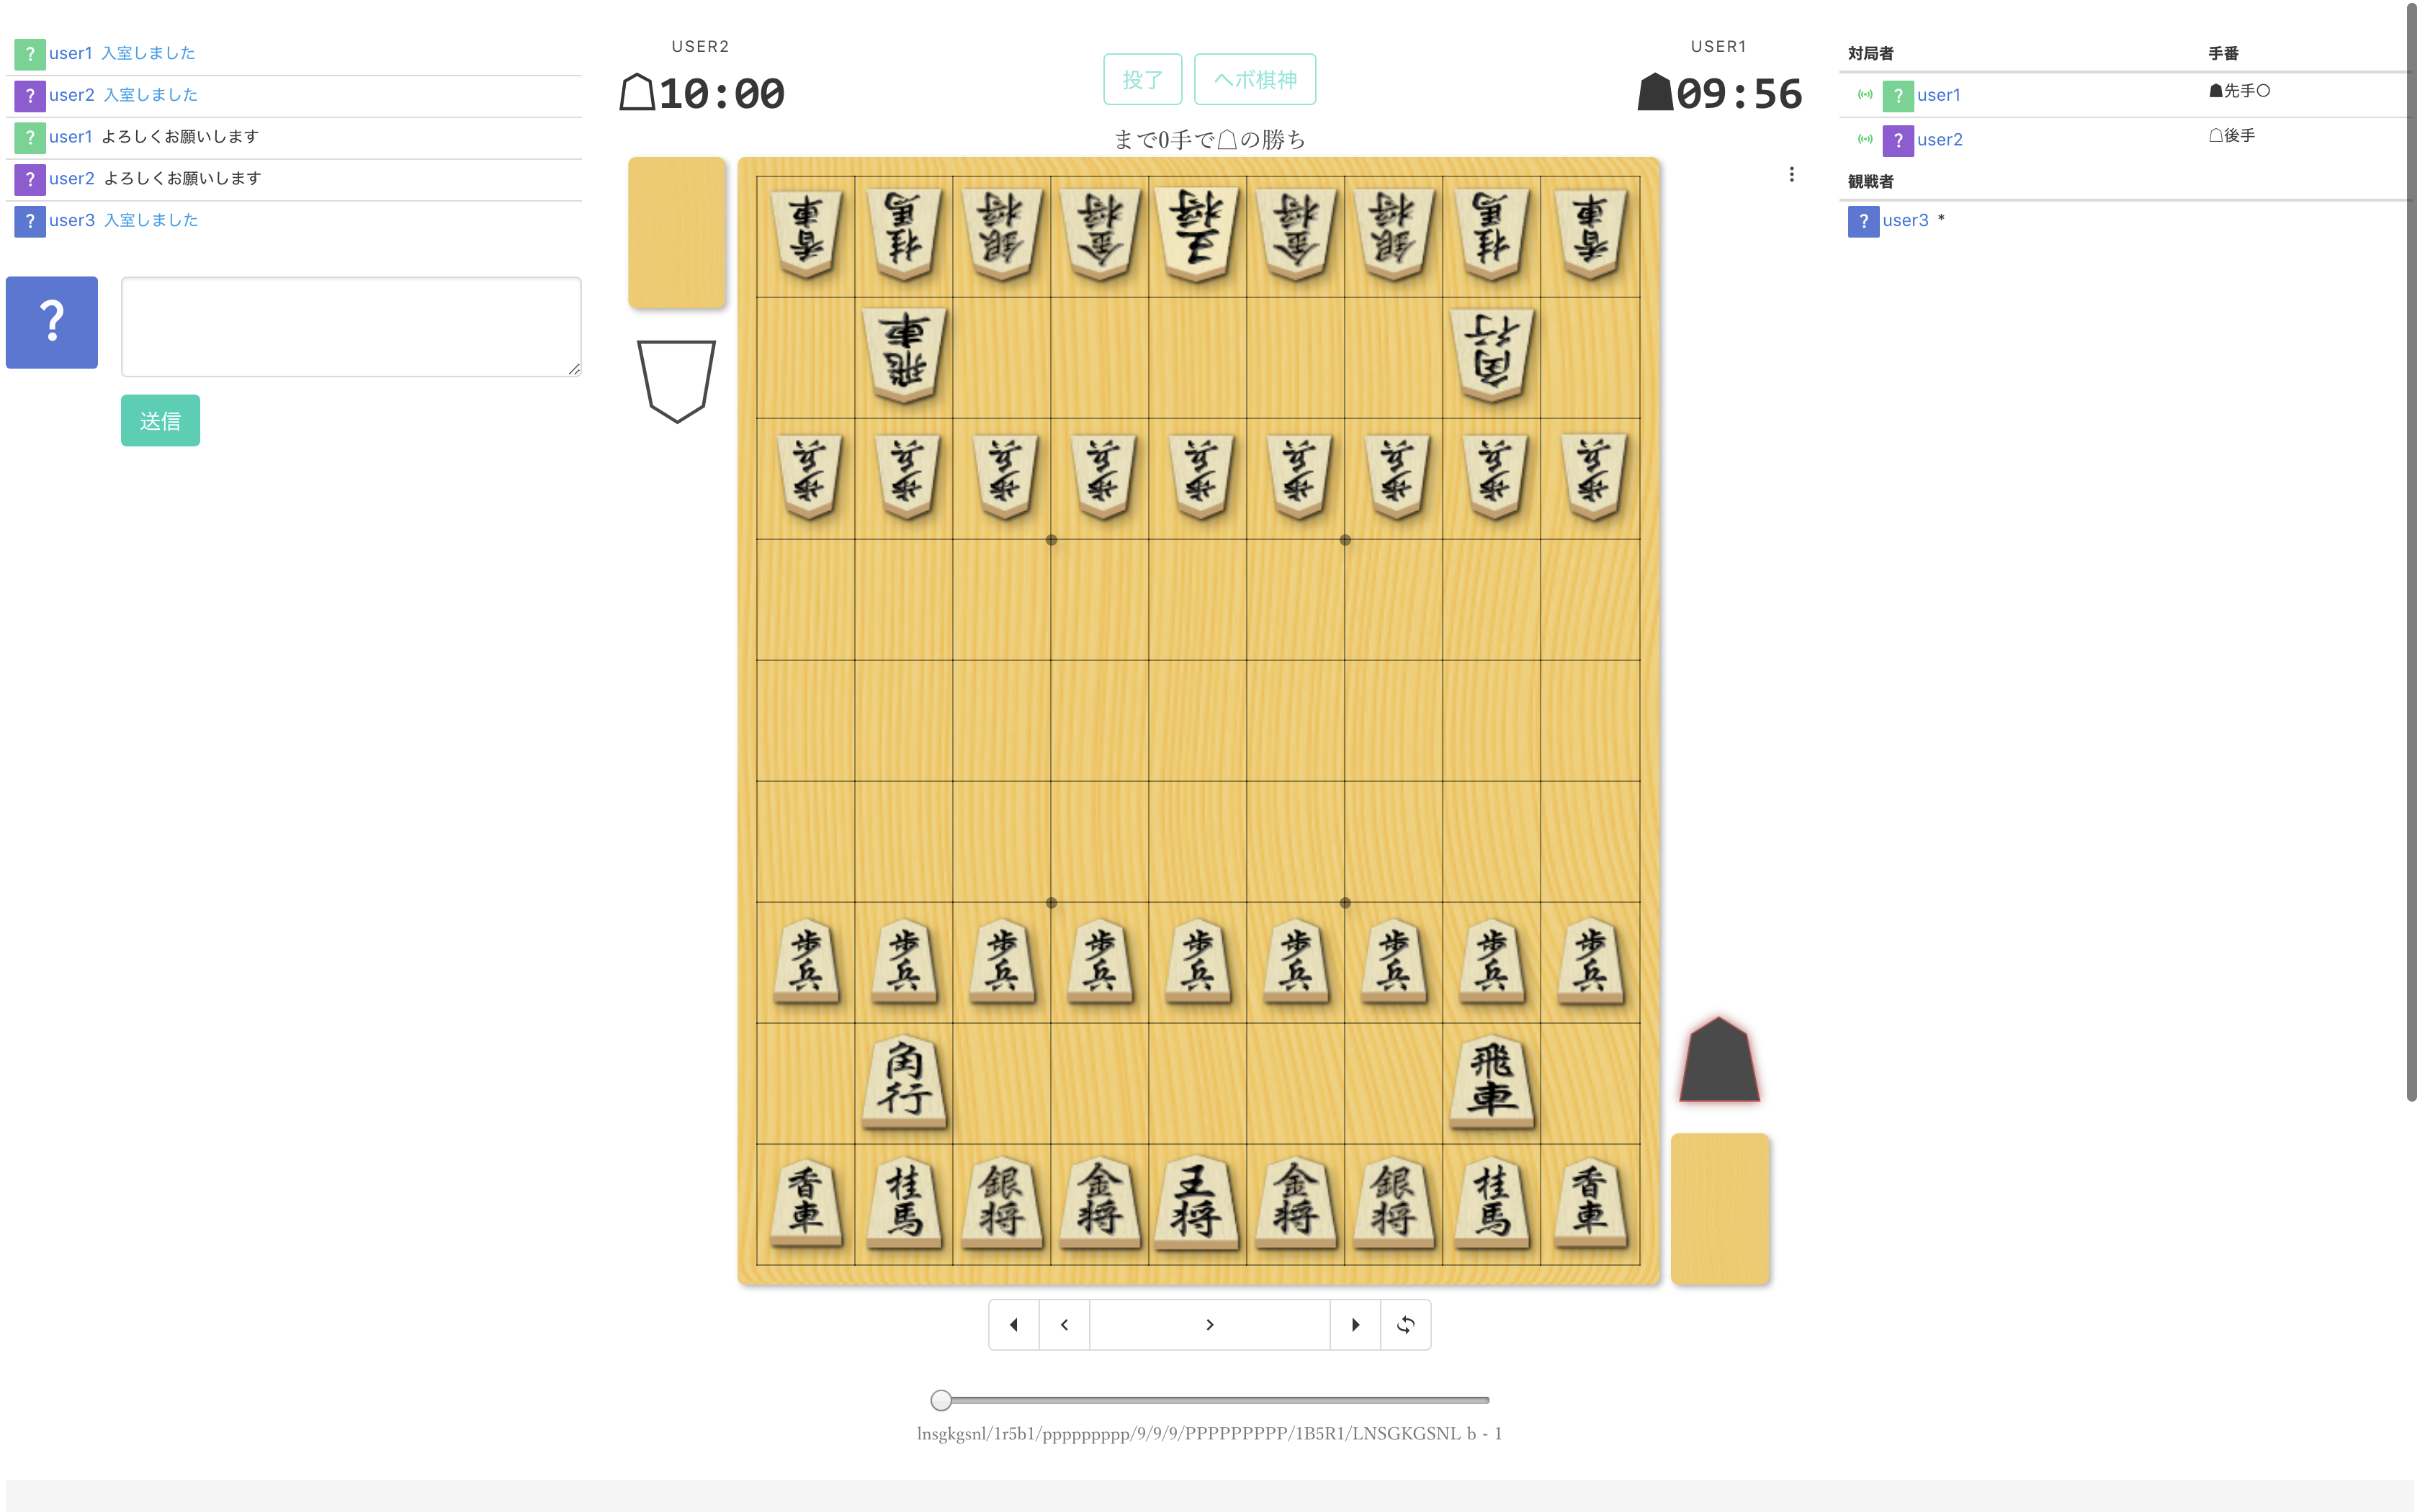 ? user1 入室しました
? user2 入室しました
? user1 よろしくお願いします
? user2 よろしくお願いします
? user3 入室しました
?
送信
USER2
☖10:00
投了 ヘボ棋神
USER1
☗09:56
まで0手で☖の勝ち
香車 桂馬 銀将 金将 王将 金将 銀将 桂馬 香車
飛車 角行
歩兵 歩兵 歩兵 歩兵 歩兵 歩兵 歩兵 歩兵 歩兵
歩兵 歩兵 歩兵 歩兵 歩兵 歩兵 歩兵 歩兵 歩兵
角行 飛車
香車 桂馬 銀将 金将 王将 金将 銀将 桂馬 香車
lnsgkgsnl/1r5b1/ppppppppp/9/9/9/PPPPPPPPP/1B5R1/LNSGKGSNL b - 1
対局者 手番
? user1 ☗先手○
? user2 ☖後手
観戦者
? user3 *